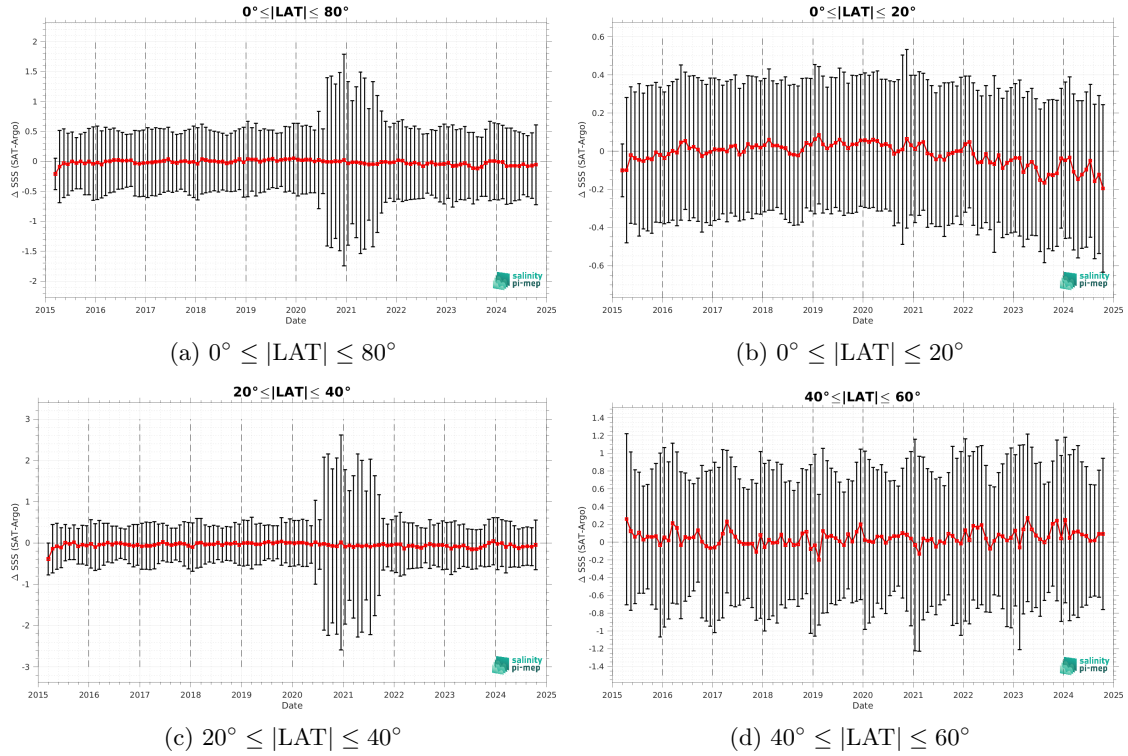 0°≤|LAT|≤ 80°
2
1.5
1
0.5
0
-0.5
-1
-1.5
-2
Δ SSS (SAT-Argo)
2015 2016 2017 2018 2019 2020 2021 2022 2023 2024 2025
Date
salinity
pi-mep
(a) 0° ≤ |LAT| ≤ 80°
0°≤|LAT|≤ 20°
0.6
0.4
0.2
0
-0.2
-0.4
-0.6
Δ SSS (SAT-Argo)
2015 2016 2017 2018 2019 2020 2021 2022 2023 2024 2025
Date
salinity
pi-mep
(b) 0° ≤ |LAT| ≤ 20°
20°≤|LAT|≤ 40°
3
2
1
0
-1
-2
-3
Δ SSS (SAT-Argo)
2015 2016 2017 2018 2019 2020 2021 2022 2023 2024 2025
Date
salinity
pi-mep
(c) 20° ≤ |LAT| ≤ 40°
40°≤|LAT|≤ 60°
1.4
1.2
1
0.8
0.6
0.4
0.2
0
-0.2
-0.4
-0.6
-0.8
-1
-1.2
-1.4
Δ SSS (SAT-Argo)
2015 2016 2017 2018 2019 2020 2021 2022 2023 2024 2025
Date
salinity
pi-mep
(d) 40° ≤ |LAT| ≤ 60°